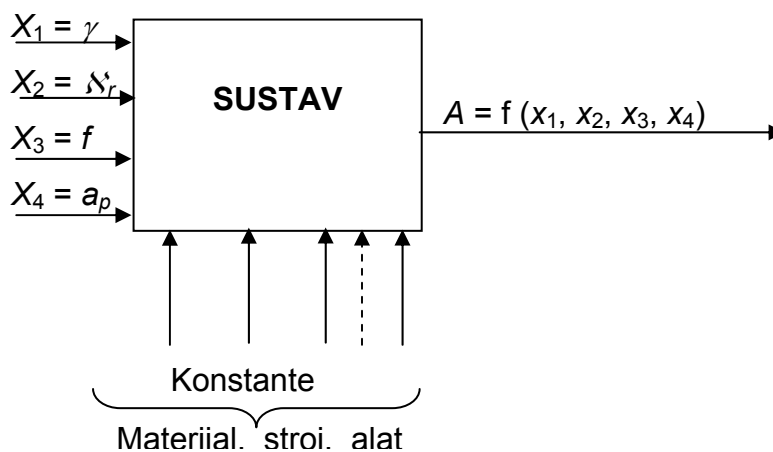 X₁ = γ
X₂ = ℵᵣ
X₃ = f
X₄ = aₚ
SUSTAV
A = f (x₁, x₂, x₃, x₄)
Konstante
Materijal, stroj, alat